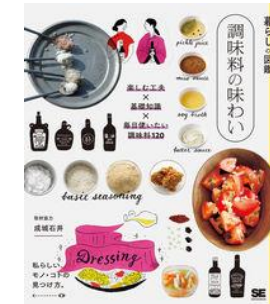 暮らしの図鑑
調味料の味わい
pickle juice
miso sauce
soy broth
butter sauce
楽しむ工夫
×
基礎知識
×
毎日使いたい
調味料120
basic seasoning
取材協力
成城石井
Dressing!
私らしい
モノ・コトの
見つけ方。
SE